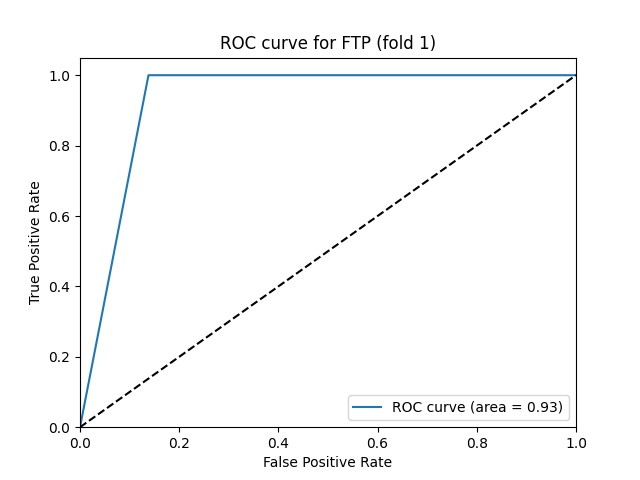 ROC curve for FTP (fold 1)
True Positive Rate
1.0
0.8
0.6
0.4
0.2
0.0
ROC curve (area = 0.93)
0.0 0.2 0.4 0.6 0.8 1.0
False Positive Rate